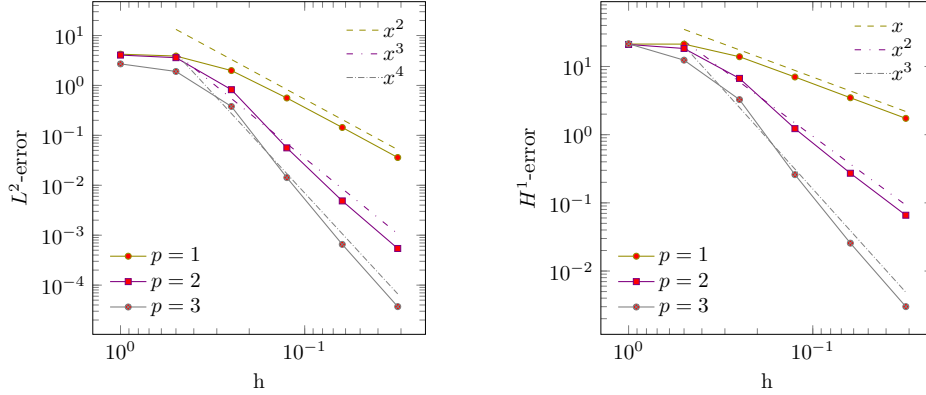 10^1
10^0
10^{-1}
10^{-2}
10^{-3}
10^{-4}
L^2-error
x^2
x^3
x^4
p = 1
p = 2
p = 3
10^0
10^{-1}
h
10^1
10^0
10^{-1}
10^{-2}
H^1-error
x
x^2
x^3
p = 1
p = 2
p = 3
10^0
10^{-1}
h